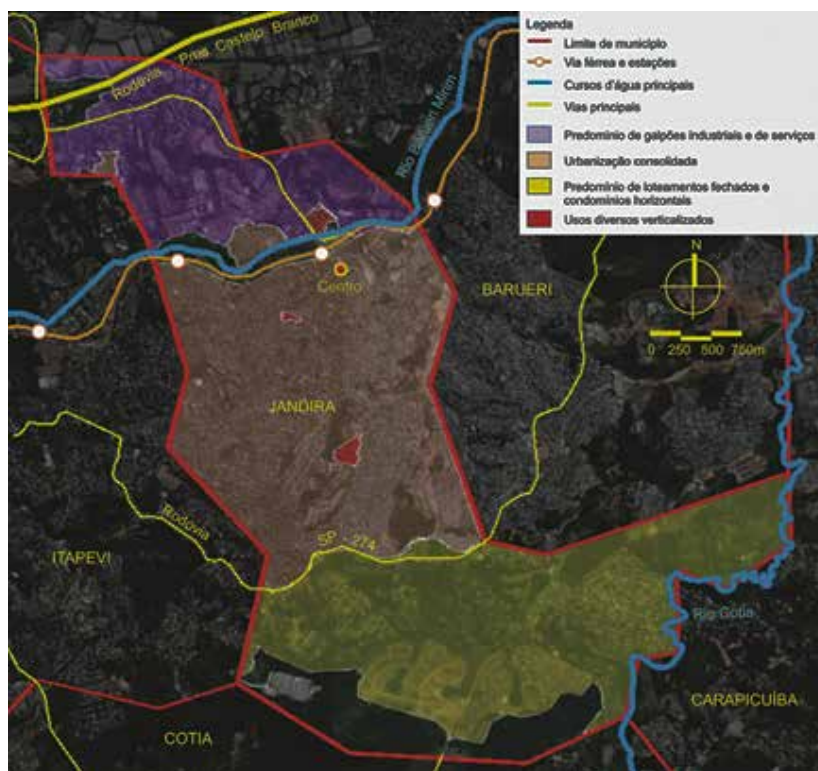 Legenda
Limite de município
Via férrea e estações
Cursos d'água principais
Vias principais
Predomínio de galpões industriais e de serviços
Urbanização consolidada
Predomínio de loteamentos fechados e
condomínios horizontais
Usos diversos verticalizados
Rodovia Pres Castelo Branco
Rio Barueri Mirim
N
0 250 500 750m
BARUERI
Centro
JANDIRA
Rodovia SP 274
ITAPEVI
Rio Cotia
CARAPICUÍBA
COTIA